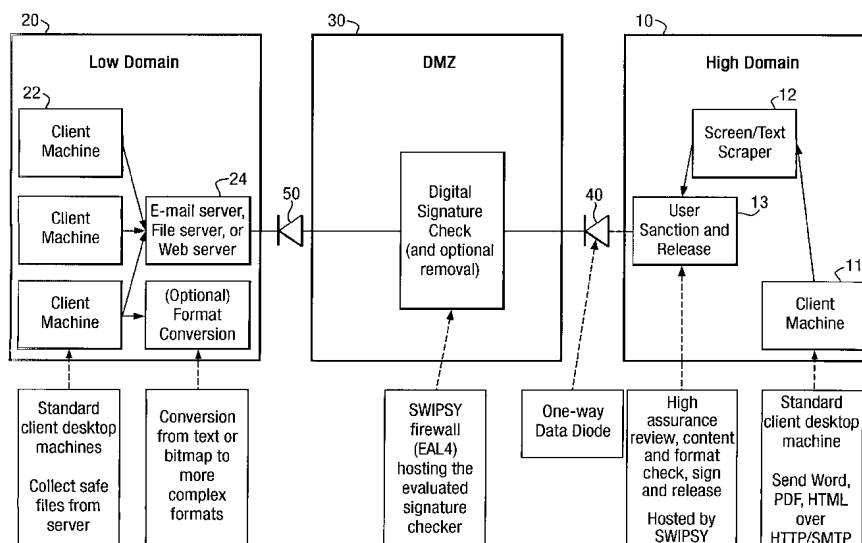 20
Low Domain
22
Client
Machine
Client
Machine
Client
Machine
24
E-mail server,
File server, or
Web server
(Optional)
Format
Conversion
50
30
DMZ
Digital
Signature
Check
(and optional
removal)
40
10
High Domain
12
Screen/Text
Scraper
13
User
Sanction and
Release
11
Client
Machine
Standard
client desktop
machines
Collect safe
files from
server
Conversion
from text or
bitmap to
more
complex
formats
SWIPSY
firewall
(EAL4)
hosting the
evaluated
signature
checker
One-way
Data Diode
High
assurance
review, content
and format
check, sign
and release
Hosted by
SWIPSY
Standard
client desktop
machine
Send Word,
PDF, HTML
over
HTTP/SMTP